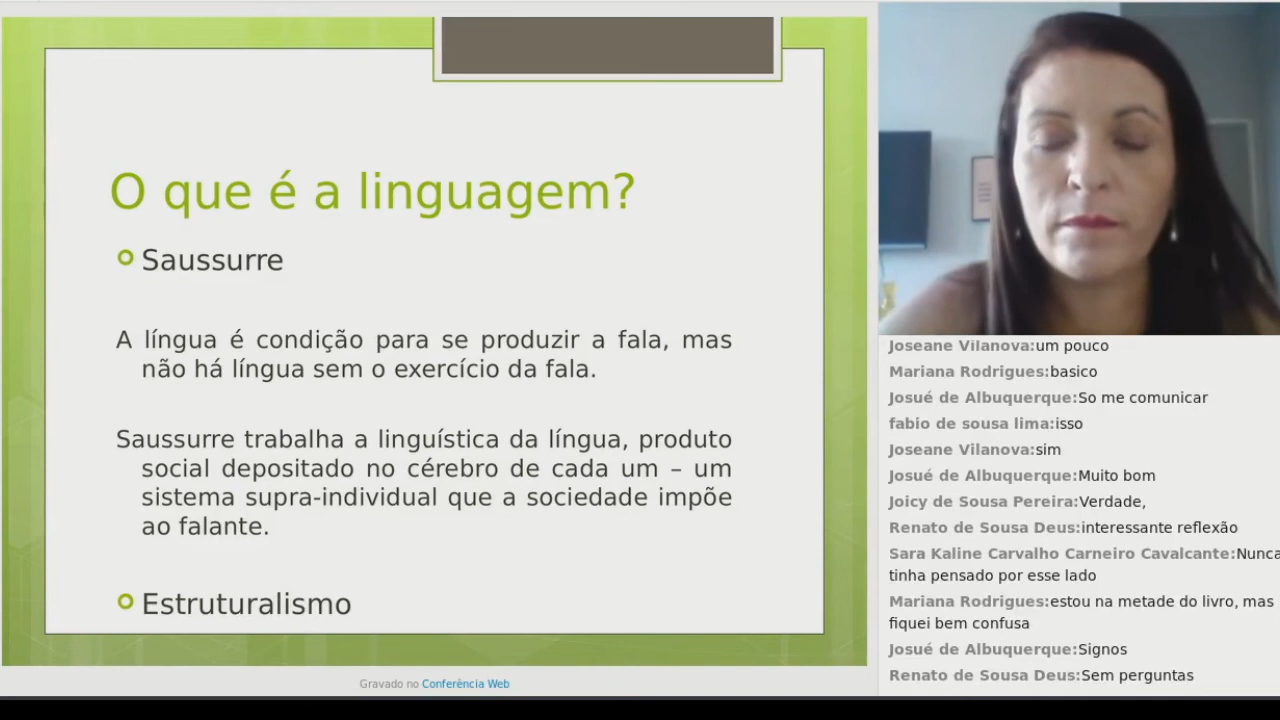 O que é a linguagem?
Saussurre
A língua é condição para se produzir a fala, mas
não há língua sem o exercício da fala.
Saussurre trabalha a linguística da língua, produto
social depositado no cérebro de cada um – um
sistema supra-individual que a sociedade impõe
ao falante.
Estruturalismo
Gravado no Conferência Web
Joseane Vilanova:um pouco
Mariana Rodrigues:basico
Josué de Albuquerque:So me comunicar
fabio de sousa lima:isso
Joseane Vilanova:sim
Josué de Albuquerque:Muito bom
Joicy de Sousa Pereira:Verdade,
Renato de Sousa Deus:interessante reflexão
Sara Kaline Carvalho Carneiro Cavalcante:Nunca
tinha pensado por esse lado
Mariana Rodrigues:estou na metade do livro, mas
fiquei bem confusa
Josué de Albuquerque:Signos
Renato de Sousa Deus:Sem perguntas